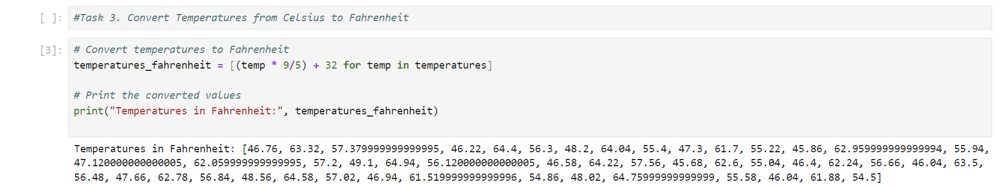 [ ]: #Task 3. Convert Temperatures from Celsius to Fahrenheit
[3]: # Convert temperatures to Fahrenheit
temperatures_fahrenheit = [(temp * 9/5) + 32 for temp in temperatures]
# Print the converted values
print("Temperatures in Fahrenheit:", temperatures_fahrenheit)
Temperatures in Fahrenheit: [46.76, 63.32, 57.379999999999995, 46.22, 64.4, 56.3, 48.2, 64.04, 55.4, 47.3, 61.7, 55.22, 45.86, 62.959999999999994, 55.94,
47.120000000000005, 62.059999999999995, 57.2, 49.1, 64.94, 56.120000000000005, 46.58, 64.22, 57.56, 45.68, 62.6, 55.04, 46.4, 62.24, 56.66, 46.04, 63.5,
56.48, 47.66, 62.78, 56.84, 48.56, 64.58, 57.02, 46.94, 61.519999999999996, 54.86, 48.02, 64.75999999999999, 55.58, 46.04, 61.88, 54.5]